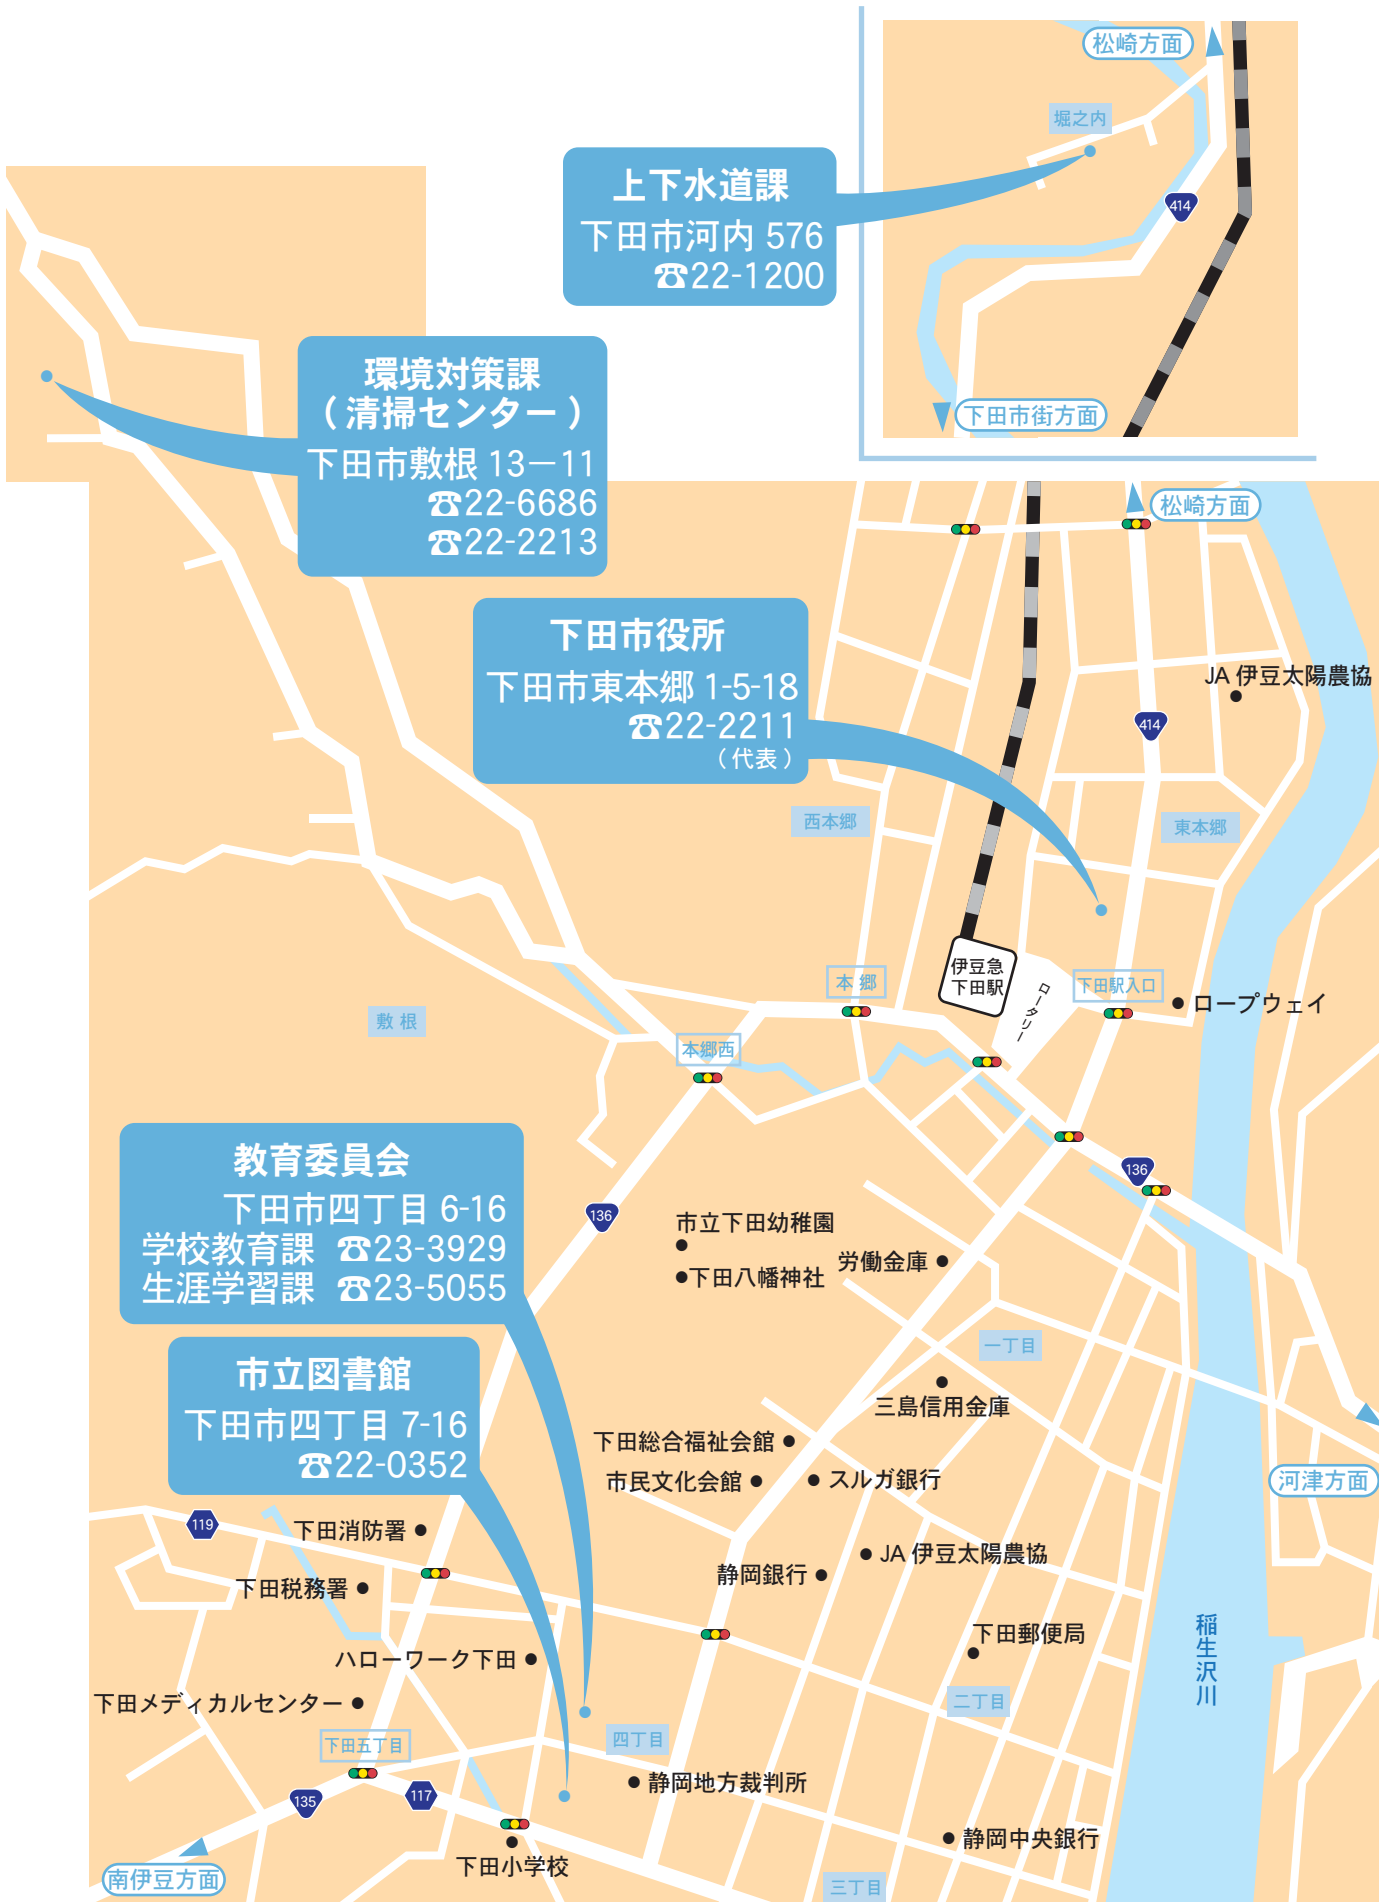 松崎方面
堀之内
414
下田市街方面
上下水道課
下田市河内 576
☎22-1200
環境対策課
（ 清掃センター ）
下田市敷根 13－11
☎22-6686
☎22-2213
松崎方面
下田市役所
下田市東本郷 1-5-18
☎22-2211
（ 代表 ）
JA 伊豆太陽農協
414
西本郷
東本郷
伊豆急
下田駅
ロータリー
本 郷
下田駅入口
ロープウェイ
敷 根
本郷西
136
136
教育委員会
下田市四丁目 6-16
学校教育課 ☎23-3929
生涯学習課 ☎23-5055
市立下田幼稚園
下田八幡神社
労働金庫
一丁目
三島信用金庫
市立図書館
下田市四丁目 7-16
☎22-0352
下田総合福祉会館
市民文化会館
スルガ銀行
河津方面
119
下田消防署
下田税務署
JA 伊豆太陽農協
静岡銀行
下田郵便局
稲生沢川
ハローワーク下田
下田メディカルセンター
二丁目
下田五丁目
四丁目
静岡地方裁判所
135
117
静岡中央銀行
下田小学校
南伊豆方面
三丁目